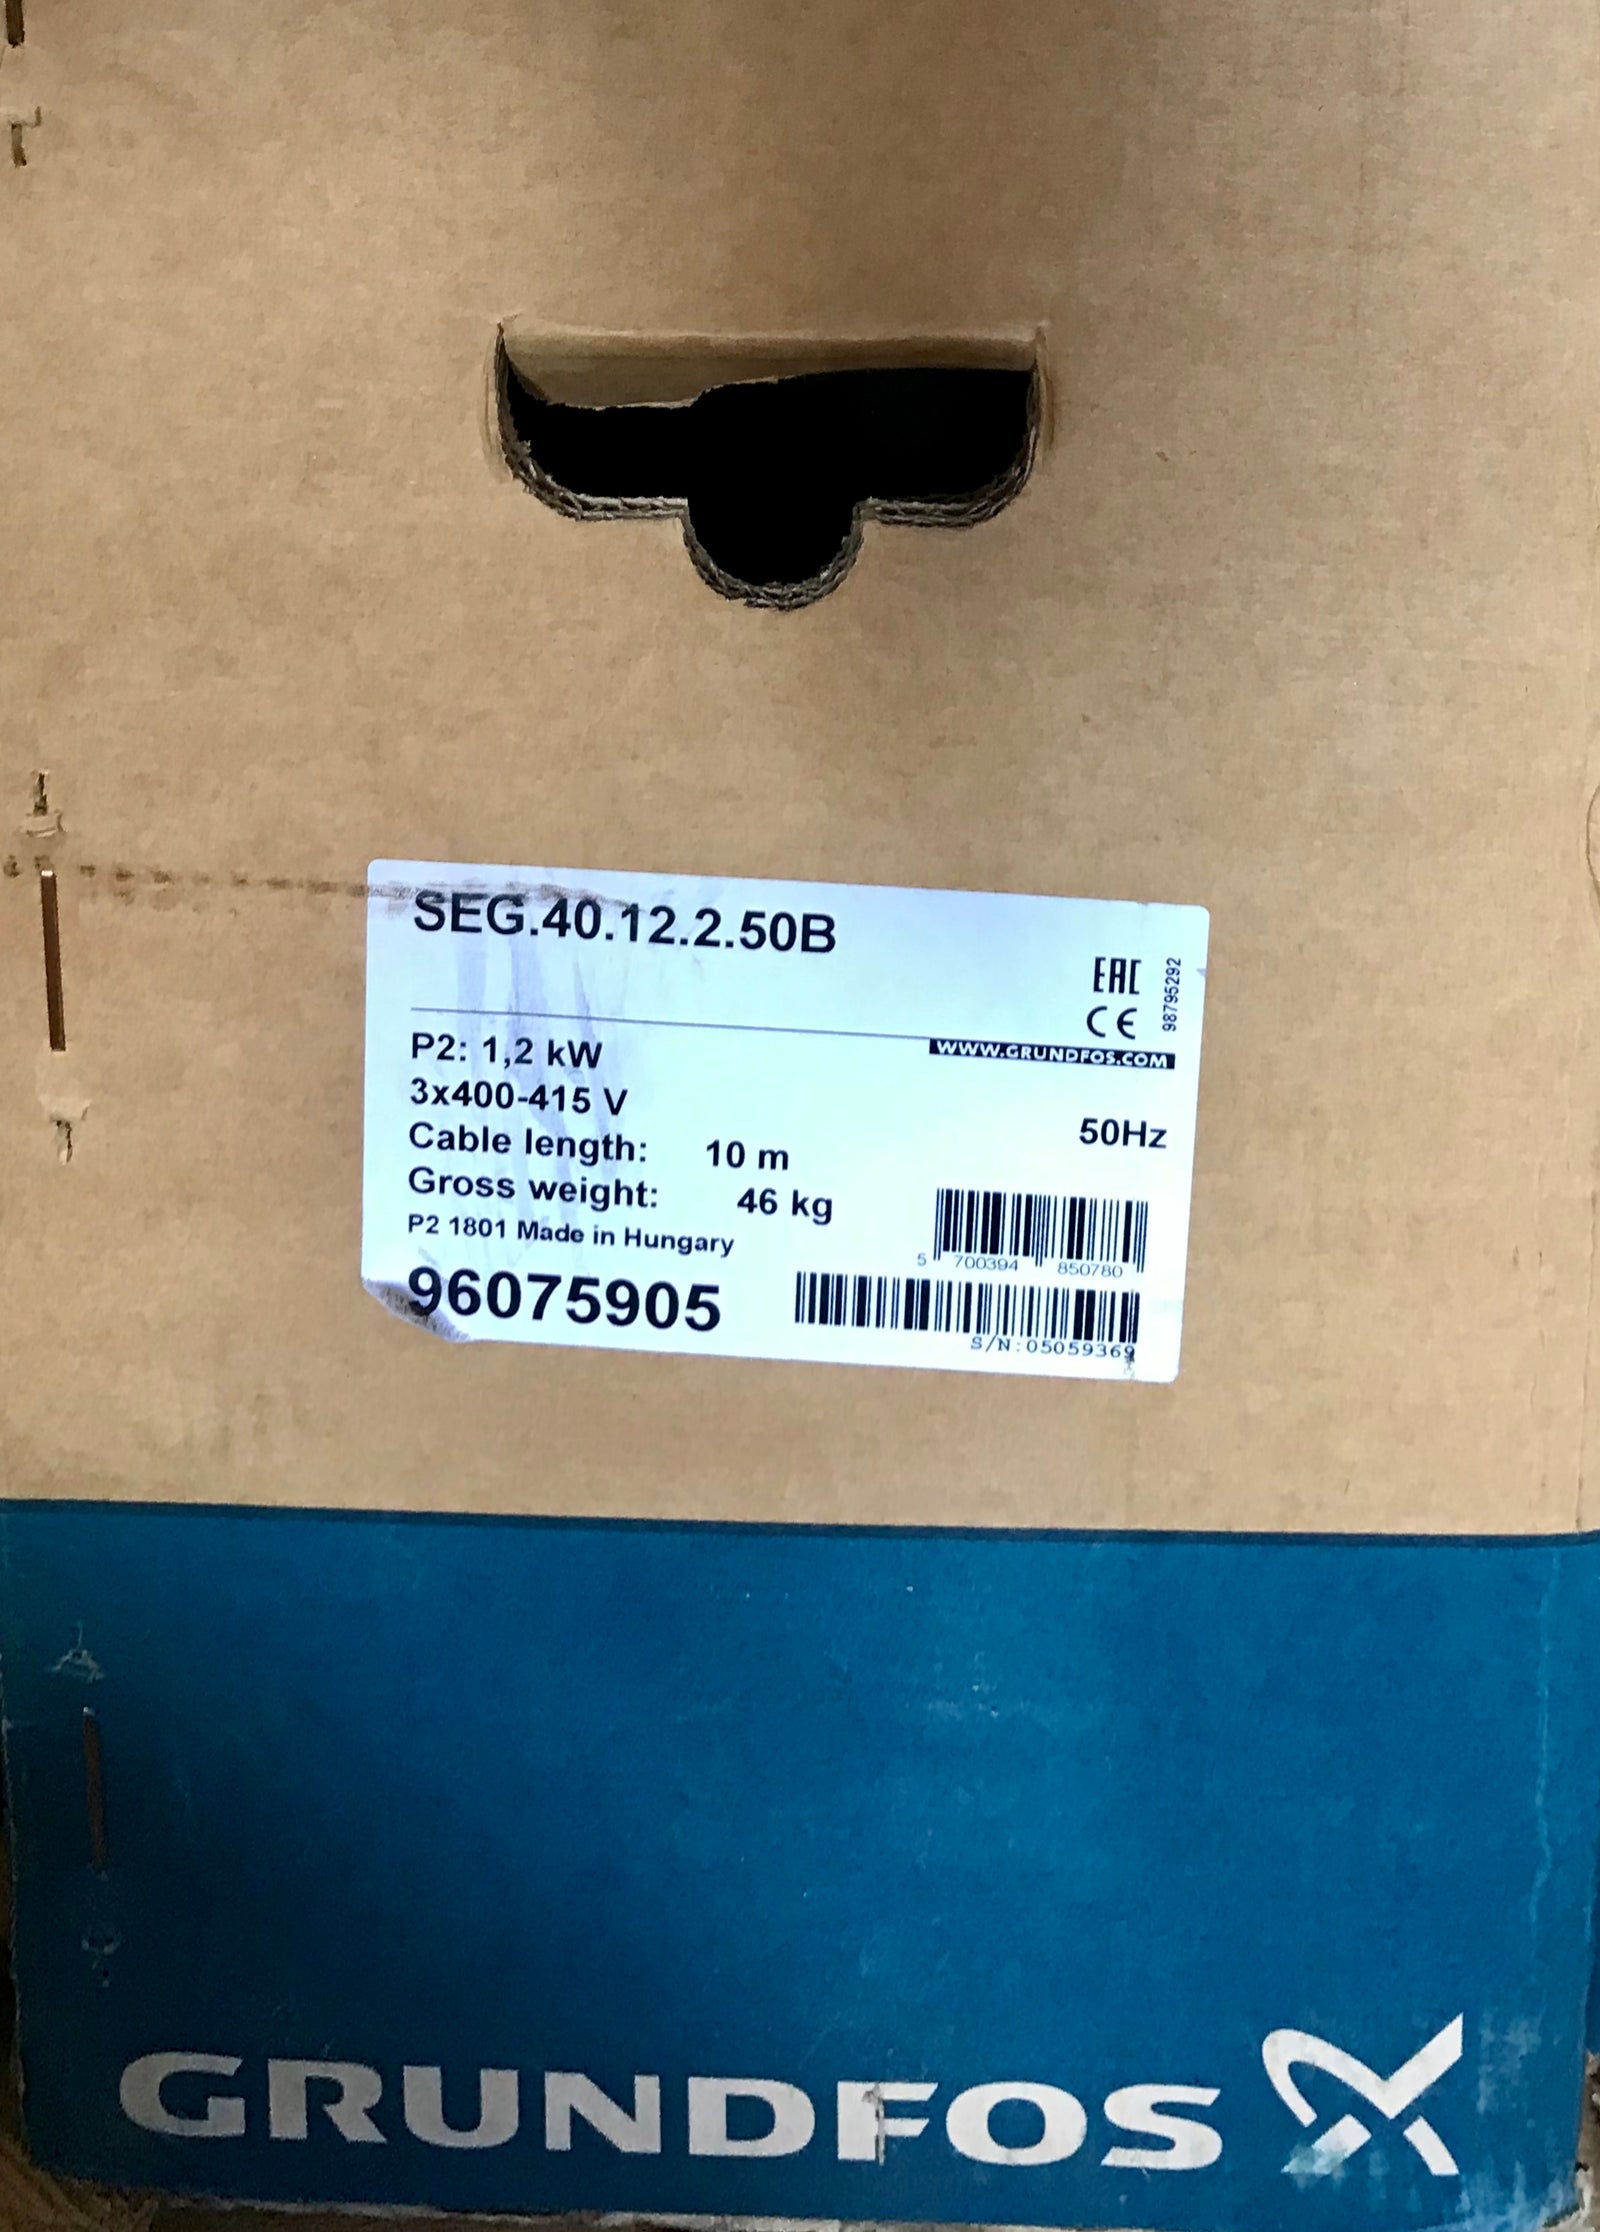 SEG.40.12.2.50B
EAC
CE
98795292
WWW.GRUNDFOS.COM
P2: 1,2 kW
3x400-415 V
50Hz
Cable length: 10 m
Gross weight: 46 kg
P2 1801 Made in Hungary
5 700394 850780
96075905
S/N:05059369
GRUNDFOS